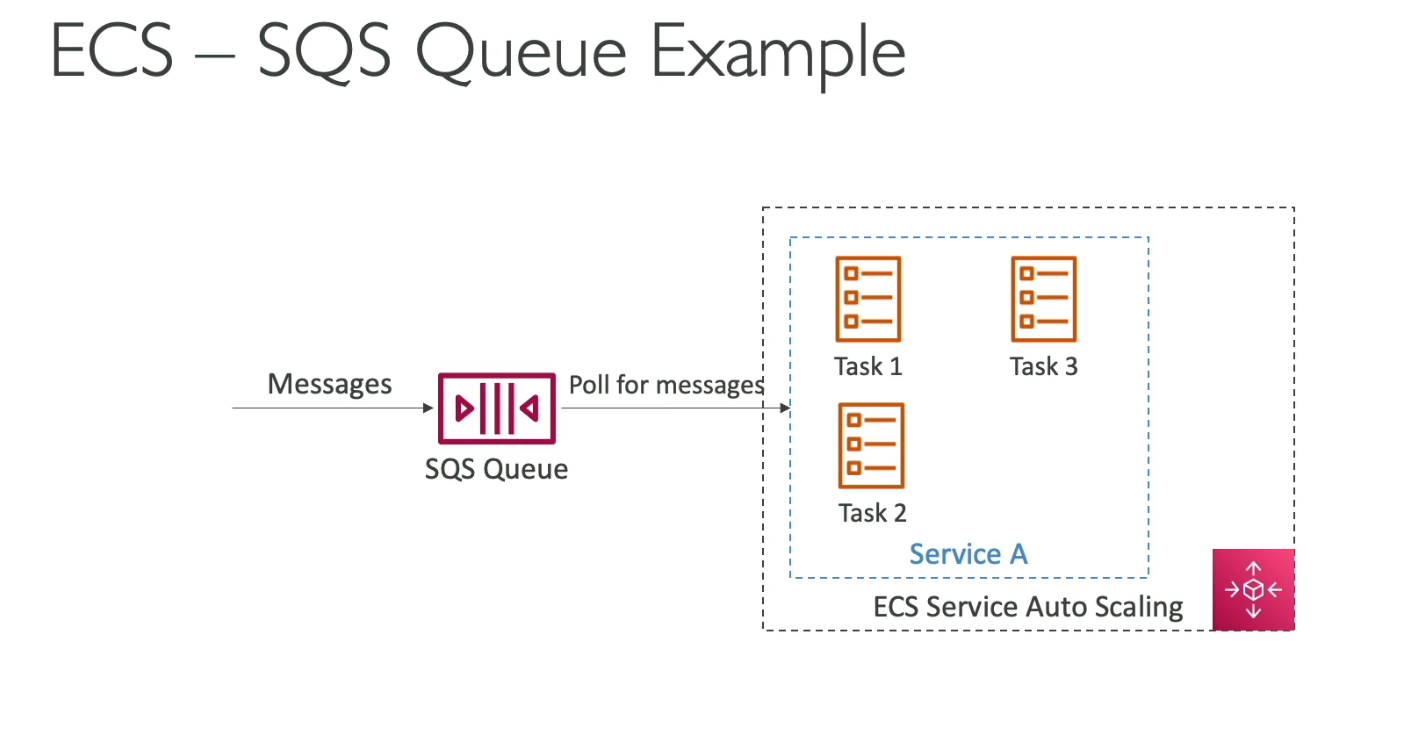 ECS – SQS Queue Example
Messages
SQS Queue
Poll for messages
Task 1
Task 3
Task 2
Service A
ECS Service Auto Scaling